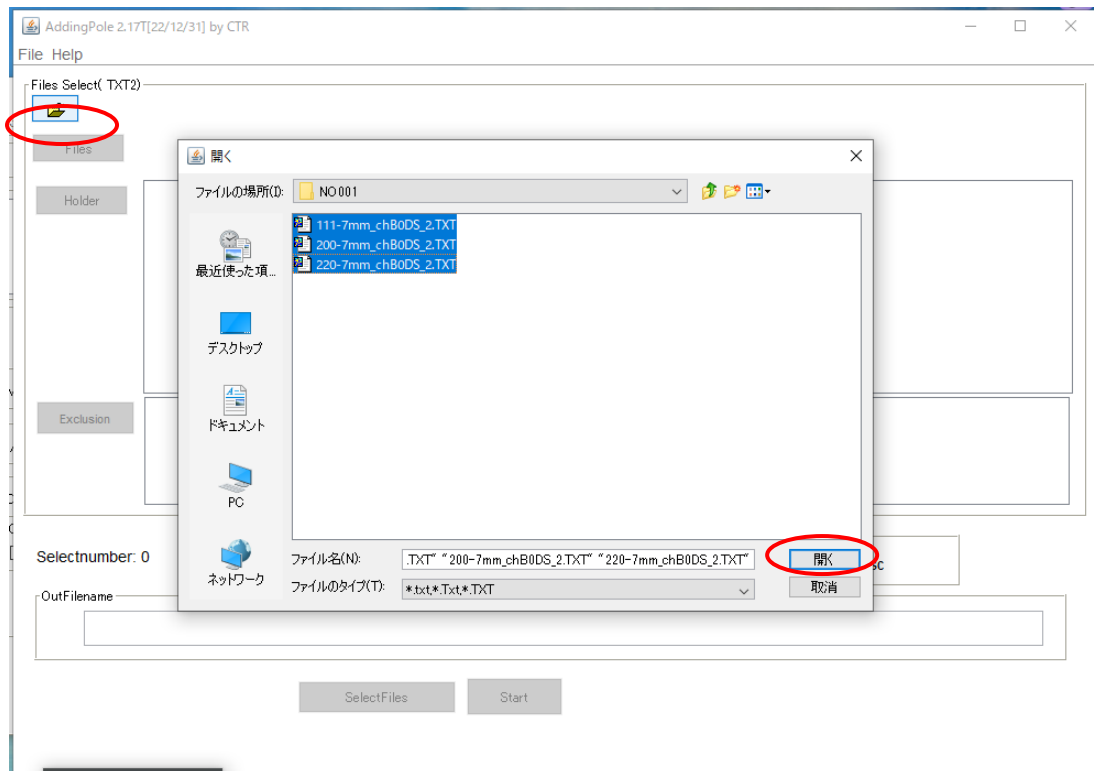 AddingPole 2.17T[22/12/31] by CTR
File Help
Files Select( TXT2)
Files
Holder
Exclusion
開く
ファイルの場所(I):
NO001
最近使った項...
デスクトップ
ドキュメント
PC
ネットワーク
111-7mm_chB0DS_2.TXT
200-7mm_chB0DS_2.TXT
220-7mm_chB0DS_2.TXT
ファイル名(N):
.TXT" "200-7mm_chB0DS_2.TXT" "220-7mm_chB0DS_2.TXT"
開く
ファイルのタイプ(T):
*.txt,*.Txt,*.TXT
取消
Selectnumber: 0
sc
OutFilename
SelectFiles
Start